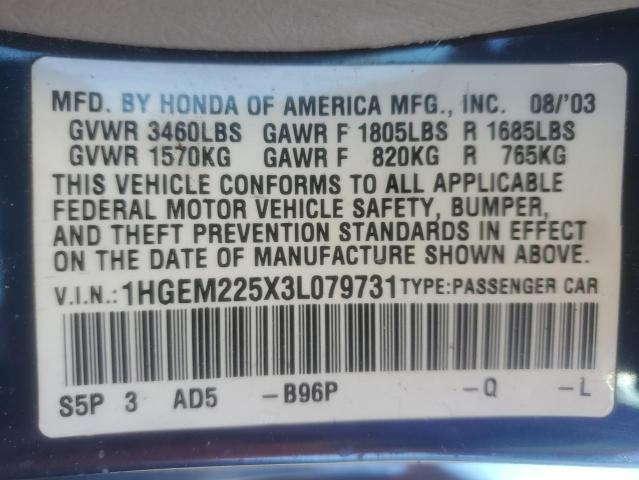 MFD. BY HONDA OF AMERICA MFG., INC. 08/'03
GVWR 3460LBS GAWR F 1805LBS R 1685LBS
GVWR 1570KG GAWR F 820KG R 765KG
THIS VEHICLE CONFORMS TO ALL APPLICABLE
FEDERAL MOTOR VEHICLE SAFETY, BUMPER,
AND THEFT PREVENTION STANDARDS IN EFFECT
ON THE DATE OF MANUFACTURE SHOWN ABOVE.
V.I.N.: 1HGEM225X3L079731 TYPE:PASSENGER CAR
S5P 3 AD5 -B96P -Q -L